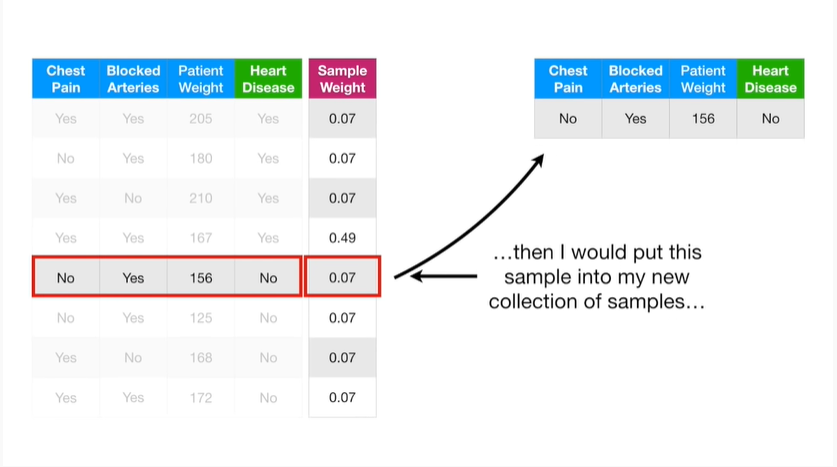 Chest Pain Blocked Arteries Patient Weight Heart Disease Sample Weight
Yes Yes 205 Yes 0.07
No Yes 180 Yes 0.07
Yes No 210 Yes 0.07
Yes Yes 167 Yes 0.49
No Yes 156 No 0.07
No Yes 125 No 0.07
Yes No 168 No 0.07
Yes Yes 172 No 0.07
Chest Pain Blocked Arteries Patient Weight Heart Disease
No Yes 156 No
…then I would put this
sample into my new
collection of samples…